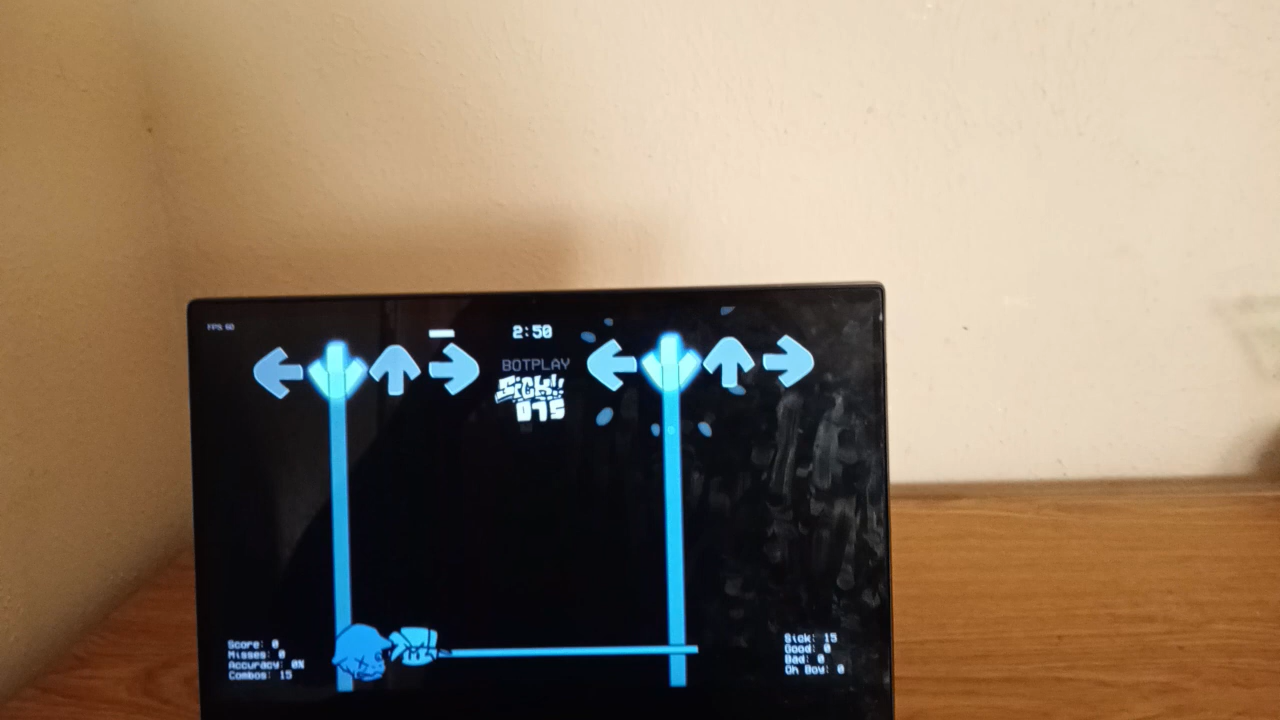 FPS 60
2:50
BOTPLAY
SICK!!
015
Score: 0
Misses: 0
Accuracy: 0%
Combos: 15
Sick: 15
Good: 0
Bad: 0
Oh Boy: 0